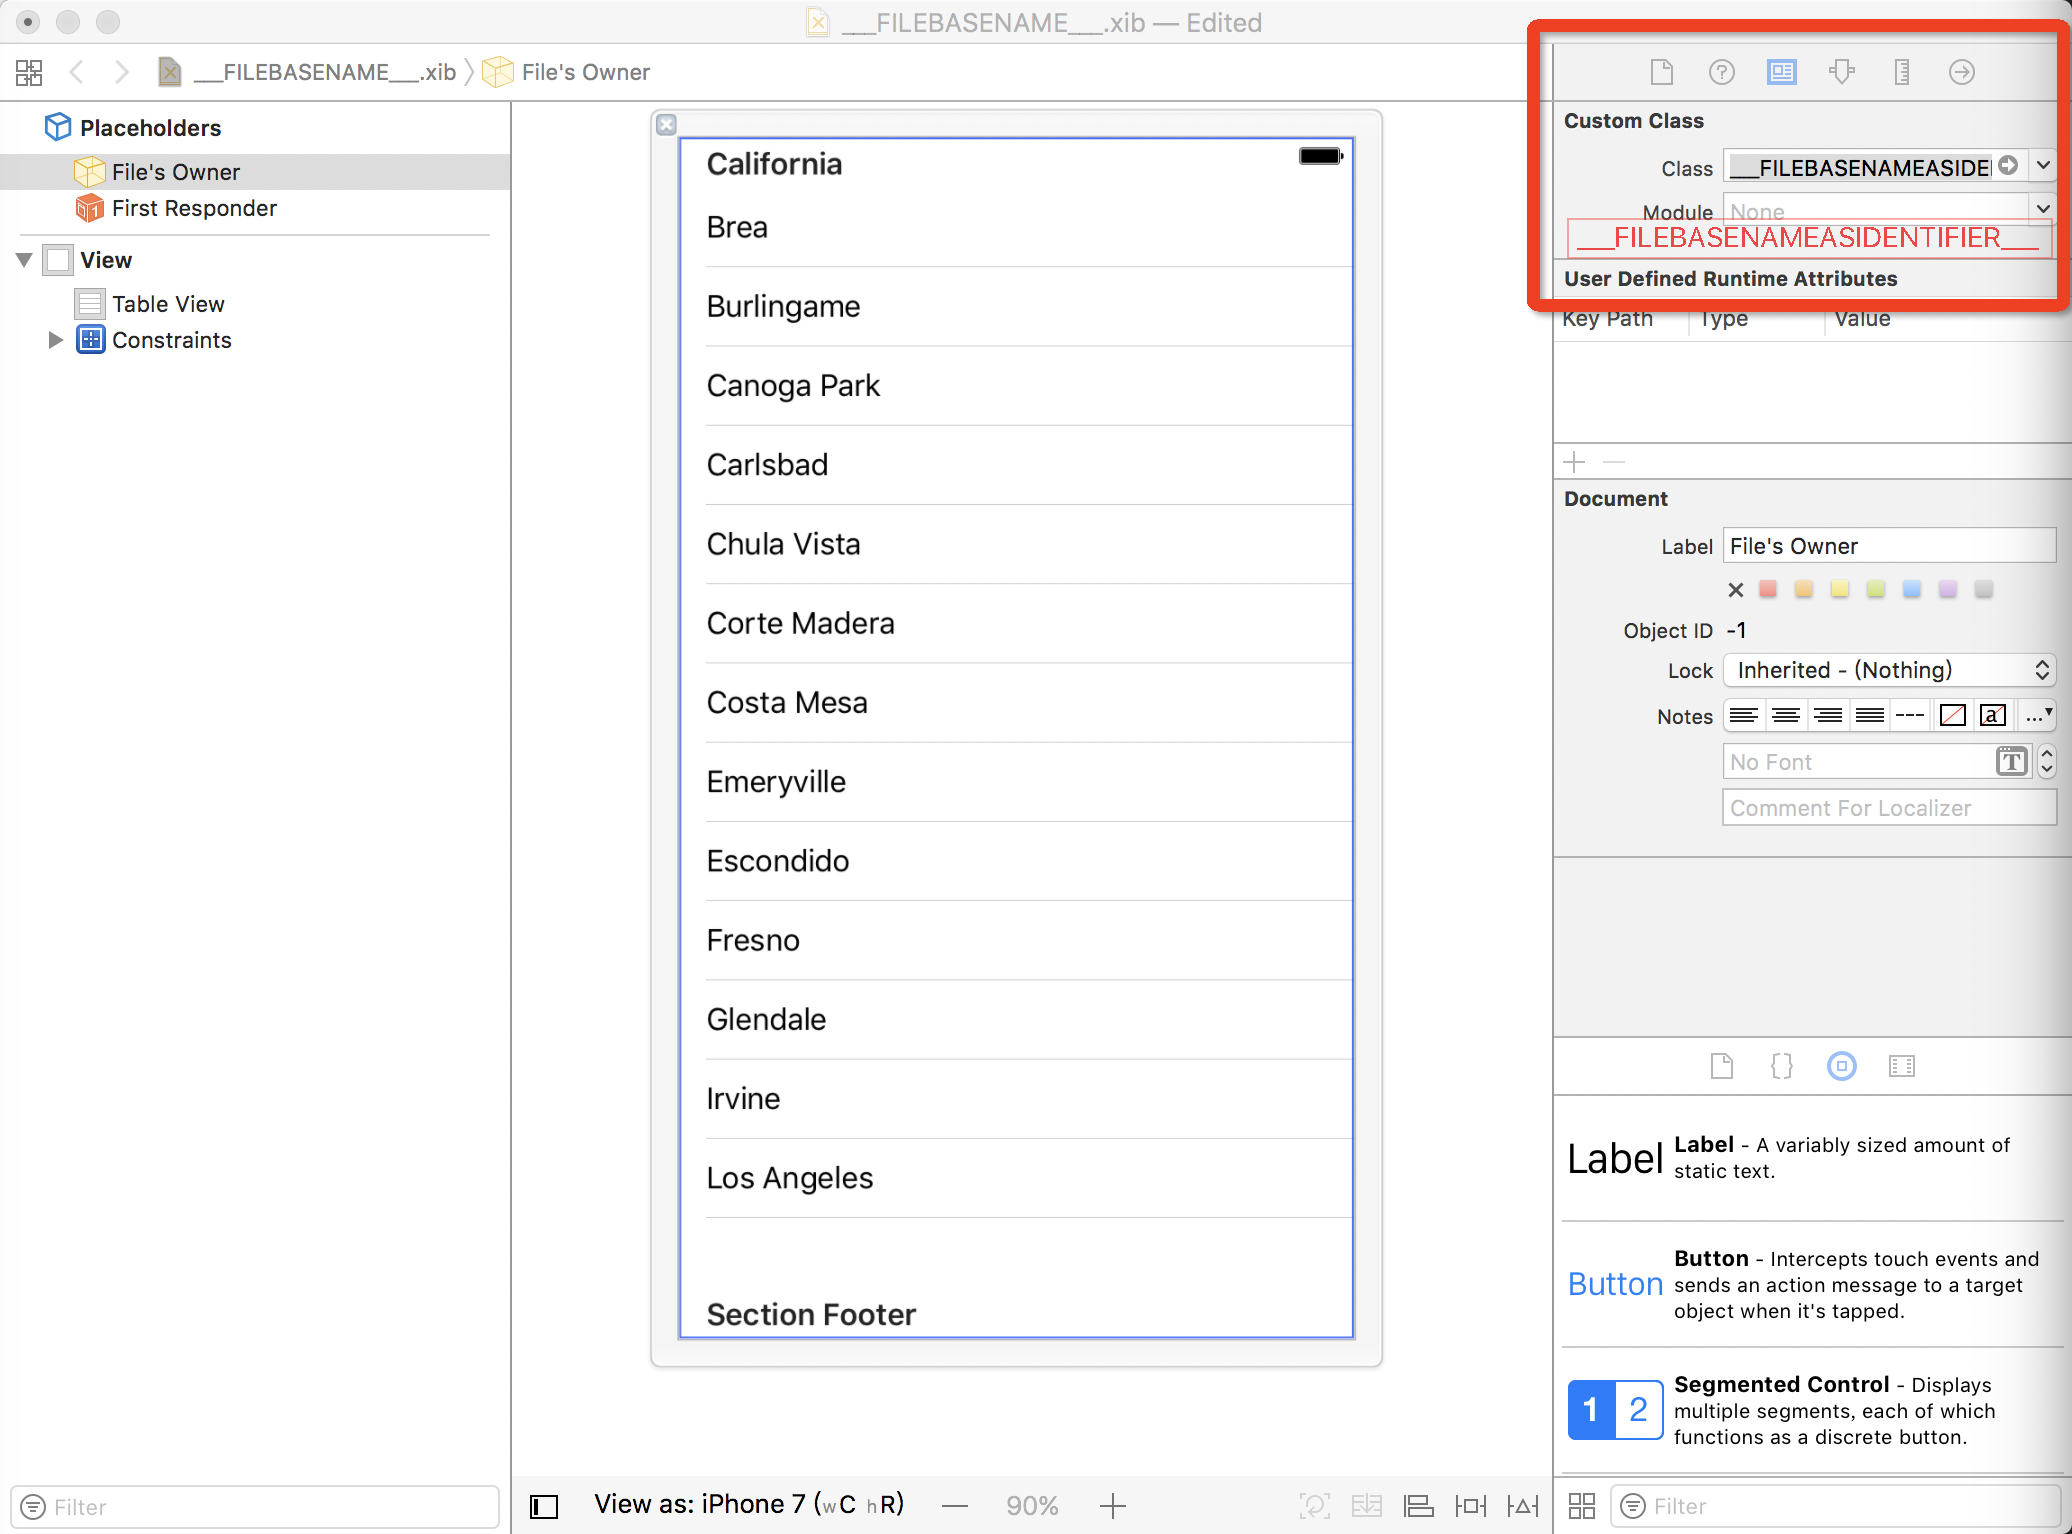 ___FILEBASENAME___.xib — Edited
___FILEBASENAME___.xib
File's Owner
Placeholders
File's Owner
First Responder
View
Table View
Constraints
Filter
California
Brea
Burlingame
Canoga Park
Carlsbad
Chula Vista
Corte Madera
Costa Mesa
Emeryville
Escondido
Fresno
Glendale
Irvine
Los Angeles
Section Footer
View as: iPhone 7 (wC hR)
90%
Custom Class
Class ___FILEBASENAMEASIDE
Module None
___FILEBASENAMEASIDENTIFIER___
User Defined Runtime Attributes
Key Path Type Value
Document
Label File's Owner
Object ID -1
Lock Inherited - (Nothing)
Notes
No Font
Comment For Localizer
Label
Label - A variably sized amount of
static text.
Button
Button - Intercepts touch events and
sends an action message to a target
object when it's tapped.
1 2
Segmented Control - Displays
multiple segments, each of which
functions as a discrete button.
Filter